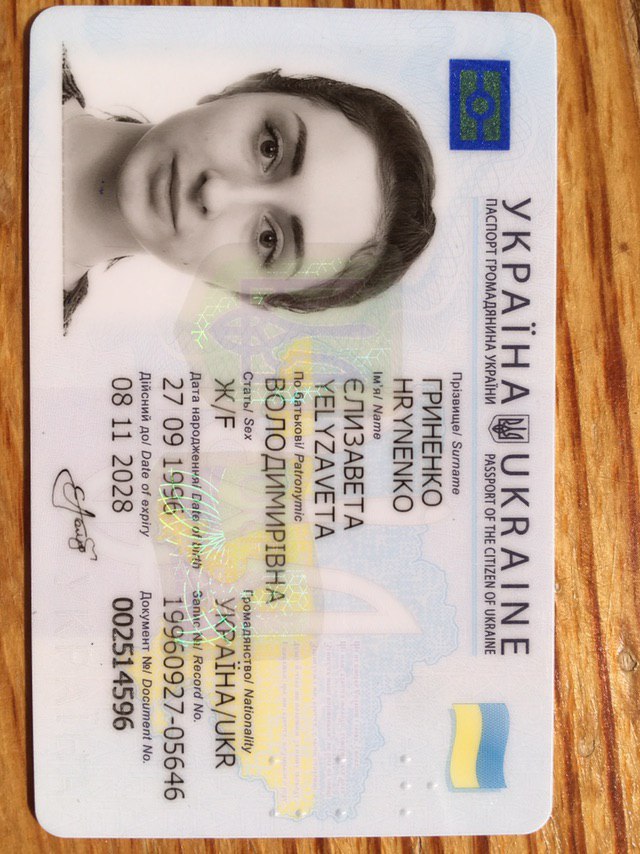 УКРАЇНА UKRAINE
ПАСПОРТ ГРОМАДЯНИНА УКРАЇНИ PASSPORT OF THE CITIZEN OF UKRAINE
Прізвище/ Surname
ГРИНЕНКО
HRYNENKO
Ім'я/ Name
ЄЛИЗАВЕТА
YELYZAVETA
По батькові/ Patronymic
ВОЛОДИМИРІВНА
Стать/ Sex Громадянство/ Nationality
Ж/F УКРАЇНА/UKR
Дата народження/ Date of birth Запис №/ Record No.
27 09 1996 19960927-05646
Дійсний до/ Date of expiry Документ №/ Document No.
08 11 2028 002514596